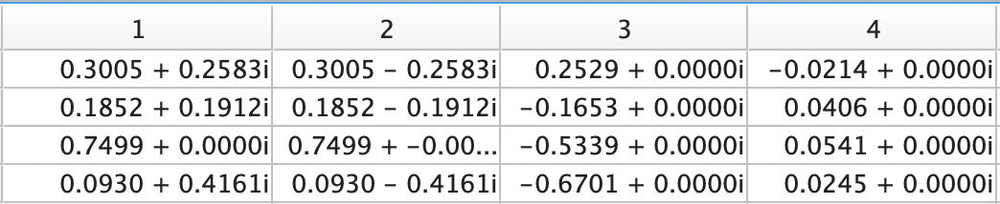 1 2 3 4
0.3005 + 0.2583i 0.3005 - 0.2583i 0.2529 + 0.0000i -0.0214 + 0.0000i
0.1852 + 0.1912i 0.1852 - 0.1912i -0.1653 + 0.0000i 0.0406 + 0.0000i
0.7499 + 0.0000i 0.7499 + -0.00... -0.5339 + 0.0000i 0.0541 + 0.0000i
0.0930 + 0.4161i 0.0930 - 0.4161i -0.6701 + 0.0000i 0.0245 + 0.0000i